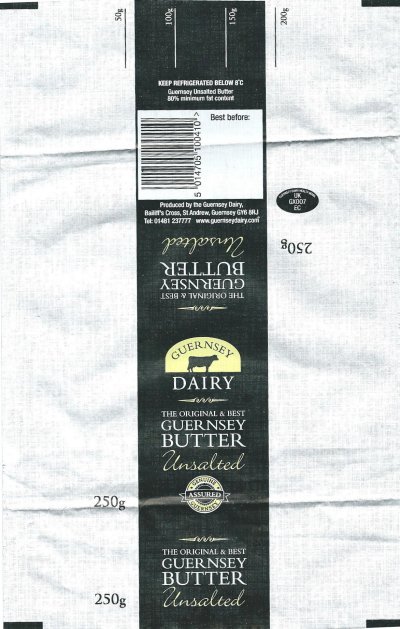 50g
100g
150g
200g
KEEP REFRIGERATED BELOW 8°C
Guernsey Unsalted Butter
80% minimum fat content
Best before:
5 014705 100410 >
UK
GX007
EC
Produced by the Guernsey Dairy,
Bailiff's Cross, St Andrew, Guernsey GY6 8RJ
Tel: 01481 237777 www.guernseydairy.com
250g
Unsalted
BUTTER
GUERNSEY
THE ORIGINAL & BEST
GUERNSEY
DAIRY
THE ORIGINAL & BEST
GUERNSEY
BUTTER
Unsalted
ASSURED
GUERNSEY
250g
THE ORIGINAL & BEST
GUERNSEY
BUTTER
250g
Unsalted